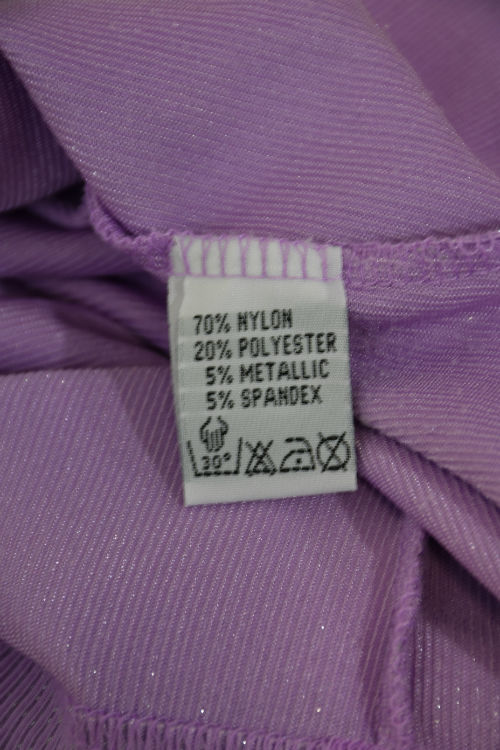 70% NYLON
20% POLYESTER
5% METALLIC
5% SPANDEX
30°